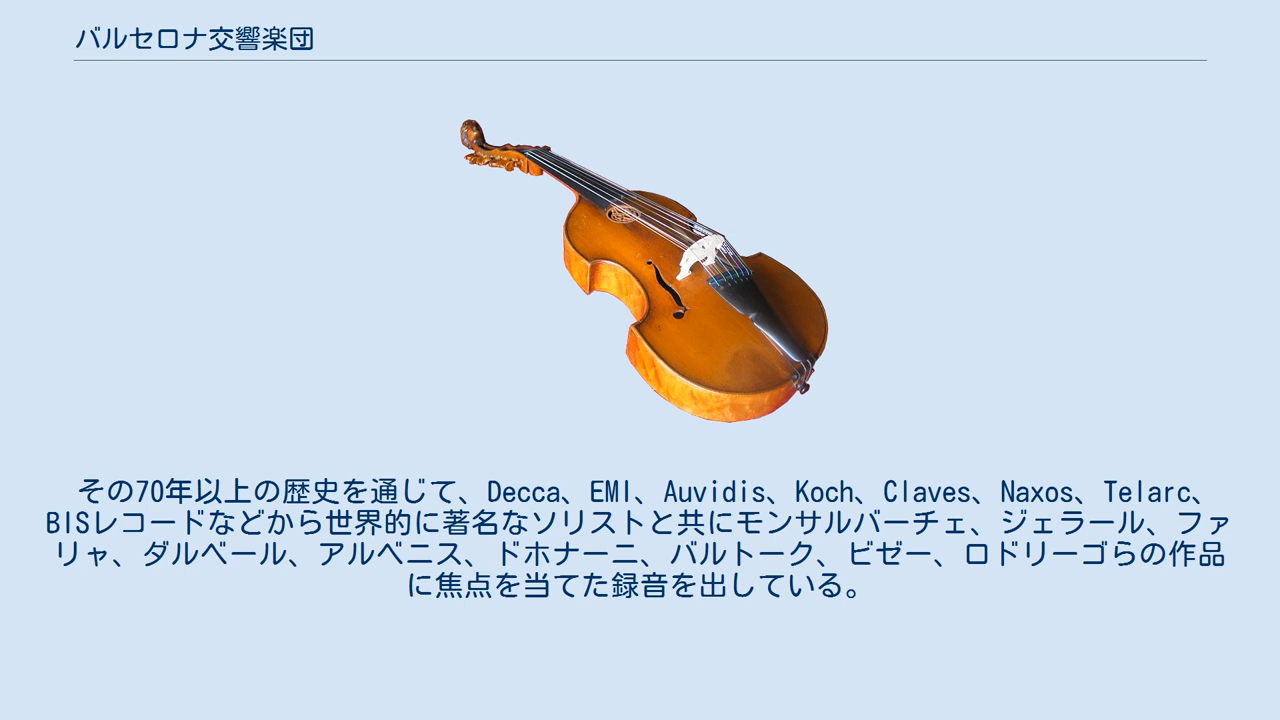 バルセロナ交響楽団
その70年以上の歴史を通じて、Decca、EMI、Auvidis、Koch、Claves、Naxos、Telarc、
BISレコードなどから世界的に著名なソリストと共にモンサルバーチェ、ジェラール、ファ
リャ、ダルベール、アルベニス、ドホナーニ、バルトーク、ビゼー、ロドリーゴらの作品
に焦点を当てた録音を出している。